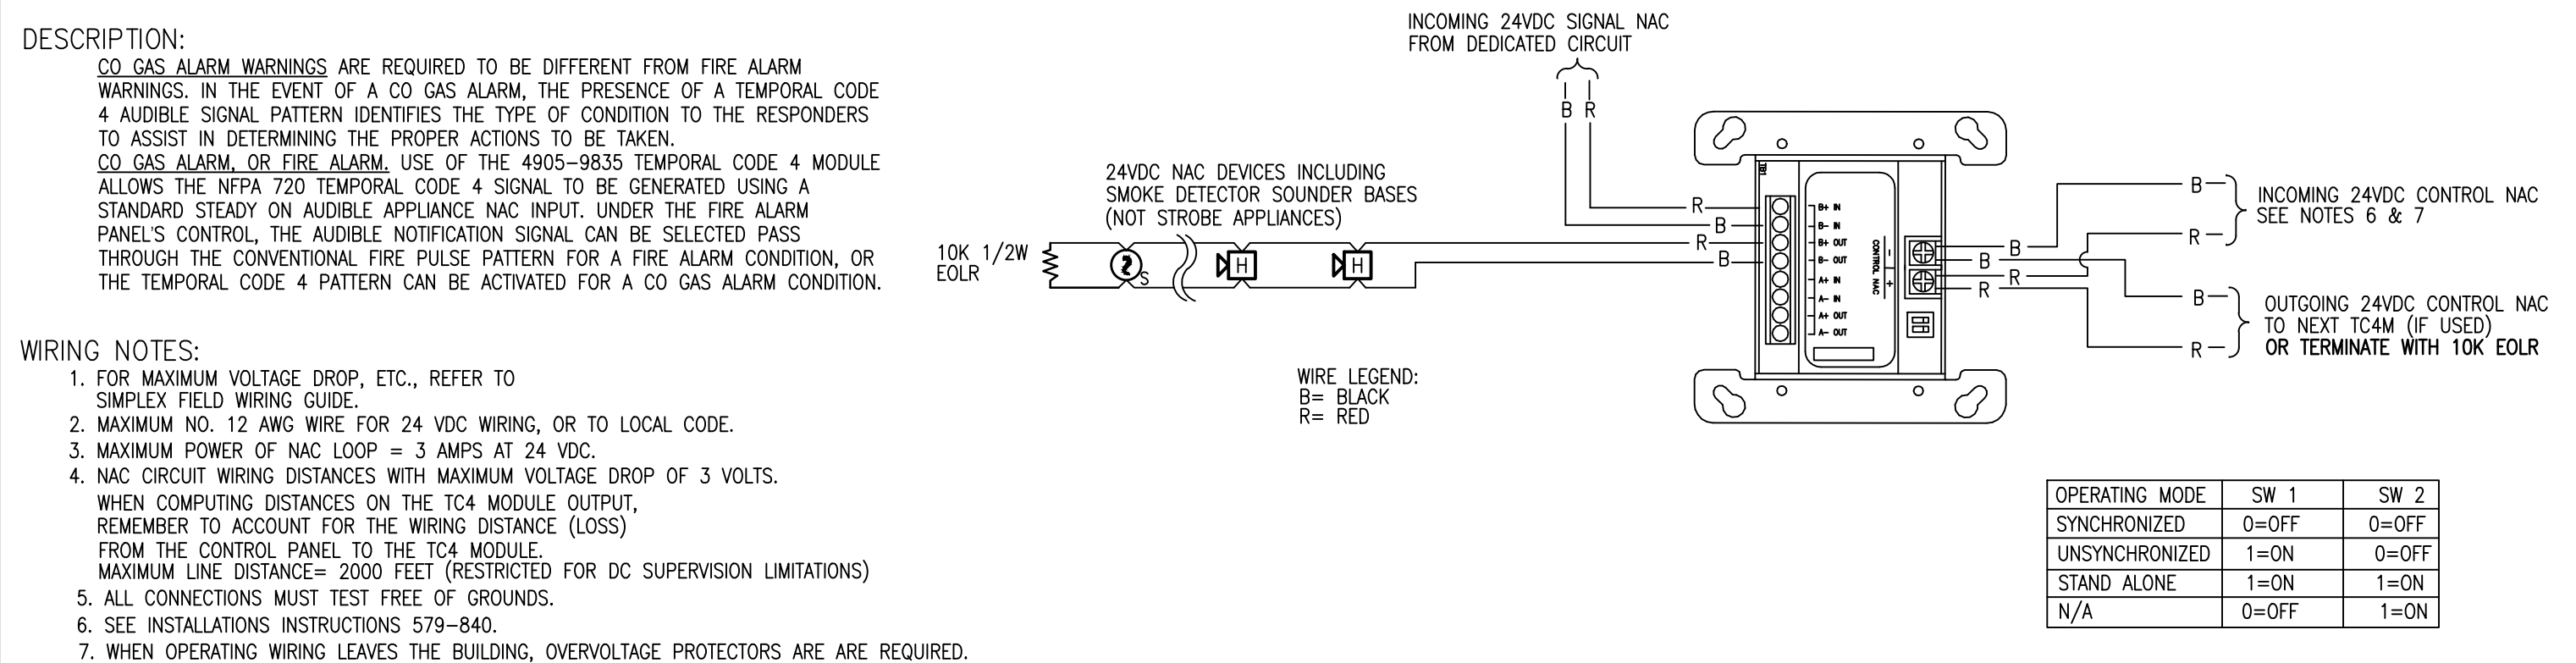 DESCRIPTION:
CO GAS ALARM WARNINGS ARE REQUIRED TO BE DIFFERENT FROM FIRE ALARM
WARNINGS. IN THE EVENT OF A CO GAS ALARM, THE PRESENCE OF A TEMPORAL CODE
4 AUDIBLE SIGNAL PATTERN IDENTIFIES THE TYPE OF CONDITION TO THE RESPONDERS
TO ASSIST IN DETERMINING THE PROPER ACTIONS TO BE TAKEN.
CO GAS ALARM, OR FIRE ALARM. USE OF THE 4905-9835 TEMPORAL CODE 4 MODULE
ALLOWS THE NFPA 720 TEMPORAL CODE 4 SIGNAL TO BE GENERATED USING A
STANDARD STEADY ON AUDIBLE APPLIANCE NAC INPUT. UNDER THE FIRE ALARM
PANEL'S CONTROL, THE AUDIBLE NOTIFICATION SIGNAL CAN BE SELECTED PASS
THROUGH THE CONVENTIONAL FIRE PULSE PATTERN FOR A FIRE ALARM CONDITION, OR
THE TEMPORAL CODE 4 PATTERN CAN BE ACTIVATED FOR A CO GAS ALARM CONDITION.
WIRING NOTES:
1. FOR MAXIMUM VOLTAGE DROP, ETC., REFER TO
SIMPLEX FIELD WIRING GUIDE.
2. MAXIMUM NO. 12 AWG WIRE FOR 24 VDC WIRING, OR TO LOCAL CODE.
3. MAXIMUM POWER OF NAC LOOP = 3 AMPS AT 24 VDC.
4. NAC CIRCUIT WIRING DISTANCES WITH MAXIMUM VOLTAGE DROP OF 3 VOLTS.
WHEN COMPUTING DISTANCES ON THE TC4 MODULE OUTPUT,
REMEMBER TO ACCOUNT FOR THE WIRING DISTANCE (LOSS)
FROM THE CONTROL PANEL TO THE TC4 MODULE.
MAXIMUM LINE DISTANCE= 2000 FEET (RESTRICTED FOR DC SUPERVISION LIMITATIONS)
5. ALL CONNECTIONS MUST TEST FREE OF GROUNDS.
6. SEE INSTALLATIONS INSTRUCTIONS 579-840.
7. WHEN OPERATING WIRING LEAVES THE BUILDING, OVERVOLTAGE PROTECTORS ARE ARE REQUIRED.
INCOMING 24VDC SIGNAL NAC
FROM DEDICATED CIRCUIT
B R
24VDC NAC DEVICES INCLUDING
SMOKE DETECTOR SOUNDER BASES
(NOT STROBE APPLIANCES)
10K 1/2W
EOLR
S
H
H
R
B
R
B
TB1
B+ IN
B- IN
B+ OUT
B- OUT
A+ IN
A- IN
A+ OUT
A- OUT
CONTROL NAC
- +
B
B
R
R
B
R
INCOMING 24VDC CONTROL NAC
SEE NOTES 6 & 7
B
R
OUTGOING 24VDC CONTROL NAC
TO NEXT TC4M (IF USED)
OR TERMINATE WITH 10K EOLR
WIRE LEGEND:
B= BLACK
R= RED
OPERATING MODE SW 1 SW 2
SYNCHRONIZED 0=OFF 0=OFF
UNSYNCHRONIZED 1=ON 0=OFF
STAND ALONE 1=ON 1=ON
N/A 0=OFF 1=ON